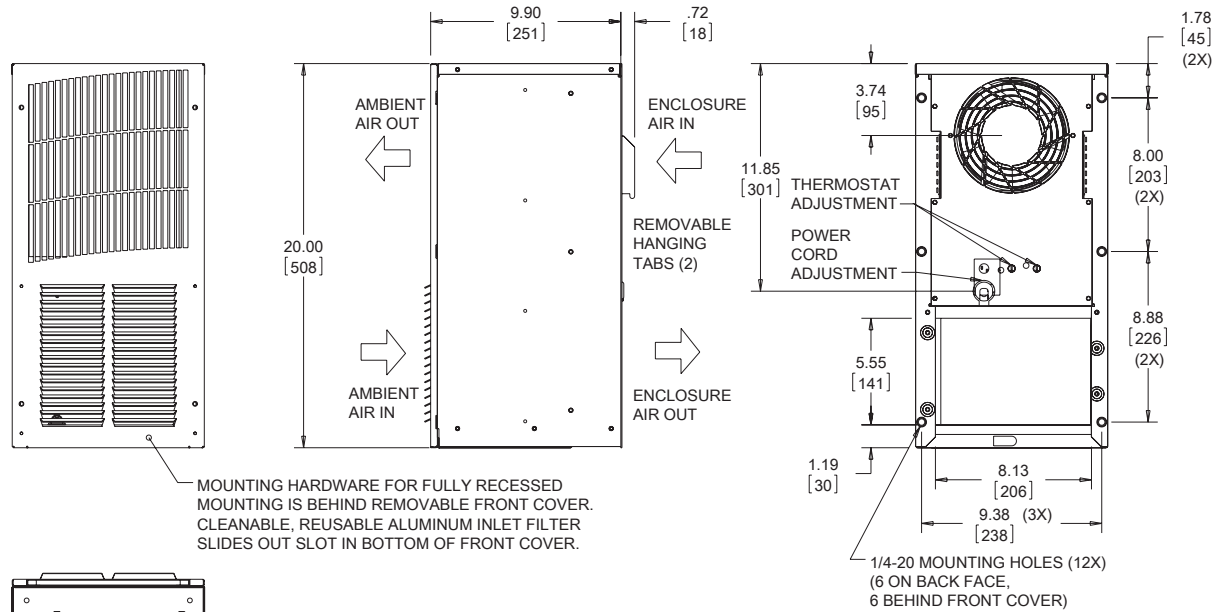 9.90
[251]
.72
[18]
1.78
[45]
(2X)
AMBIENT
AIR OUT
ENCLOSURE
AIR IN
3.74
[95]
11.85
[301]
8.00
[203]
(2X)
THERMOSTAT
ADJUSTMENT
20.00
[508]
REMOVABLE
HANGING
TABS (2)
POWER
CORD
ADJUSTMENT
8.88
[226]
(2X)
5.55
[141]
AMBIENT
AIR IN
ENCLOSURE
AIR OUT
1.19
[30]
8.13
[206]
9.38 (3X)
[238]
MOUNTING HARDWARE FOR FULLY RECESSED
MOUNTING IS BEHIND REMOVABLE FRONT COVER.
CLEANABLE, REUSABLE ALUMINUM INLET FILTER
SLIDES OUT SLOT IN BOTTOM OF FRONT COVER.
1/4-20 MOUNTING HOLES (12X)
(6 ON BACK FACE,
6 BEHIND FRONT COVER)